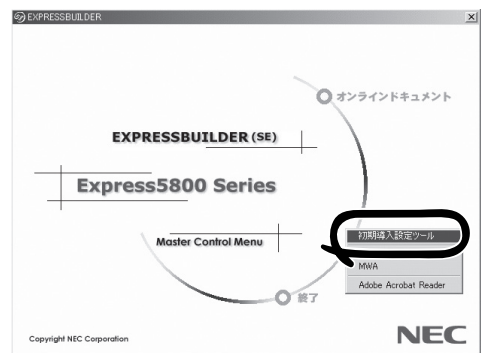 EXPRESSBUILDER
オンラインドキュメント
EXPRESSBUILDER (SE)
Express5800 Series
初期導入設定ツール
Master Control Menu
MWA
Adobe Acrobat Reader
終了
Copyright NEC Corporation
NEC